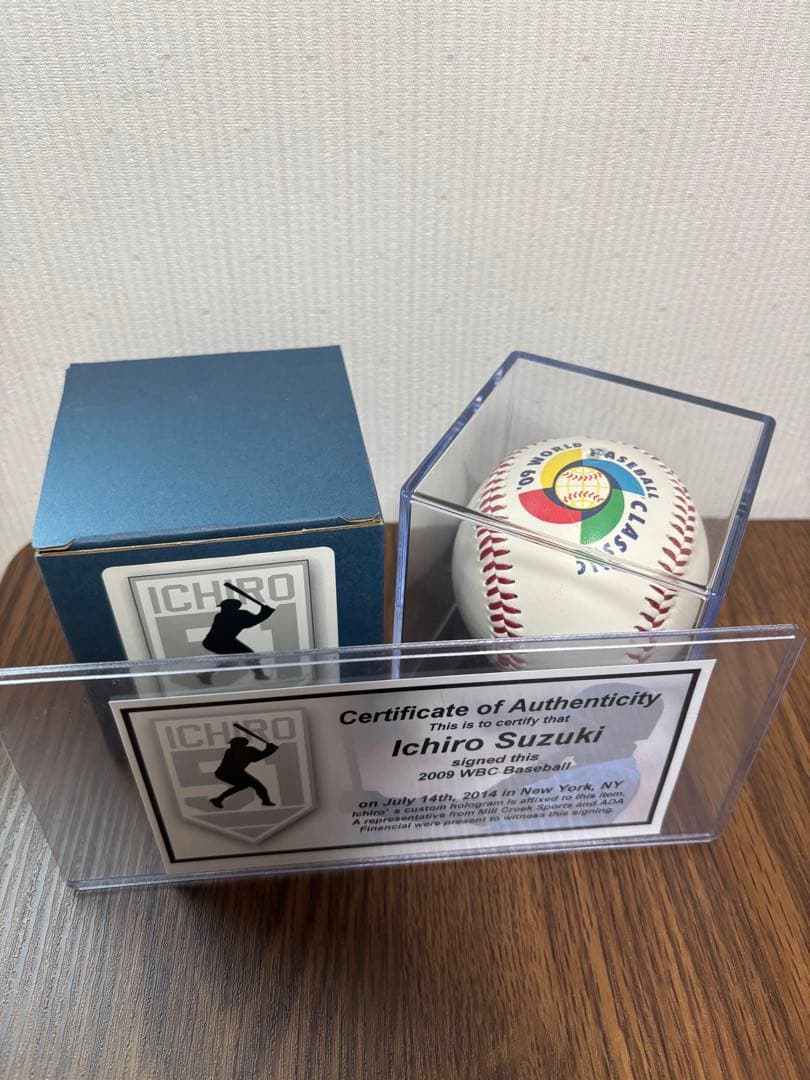 '09 WORLD BASEBALL CLASSIC
ICHIRO
51
ICHIRO
51
Certificate of Authenticity
This is to certify that
Ichiro Suzuki
signed this
2009 WBC Baseball
on July 14th, 2014 in New York, NY
Ichiro's custom hologram is affixed to this item.
A representative from Mill Creek Sports and ADA
Financial were present to witness this signing.